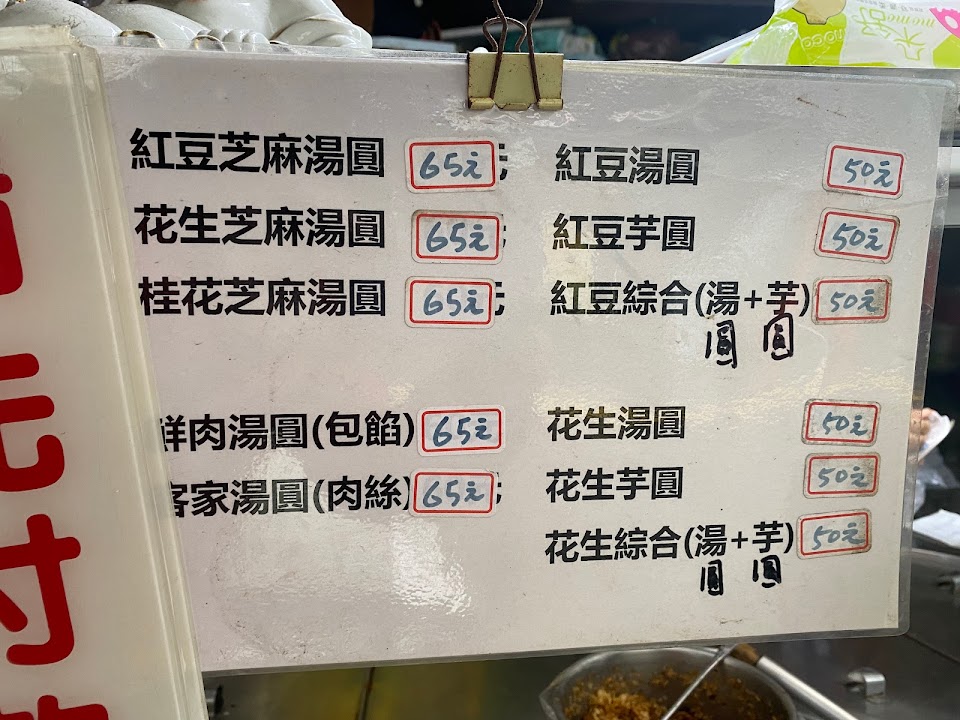 紅豆芝麻湯圓 65元
花生芝麻湯圓 65元
桂花芝麻湯圓 65元
鮮肉湯圓(包餡) 65元
客家湯圓(肉絲) 65元
紅豆湯圓 50元
紅豆芋圓 50元
紅豆綜合(湯+芋) 50元
圓 圓
花生湯圓 50元
花生芋圓 50元
花生綜合(湯+芋) 50元
圓 圓
先
付